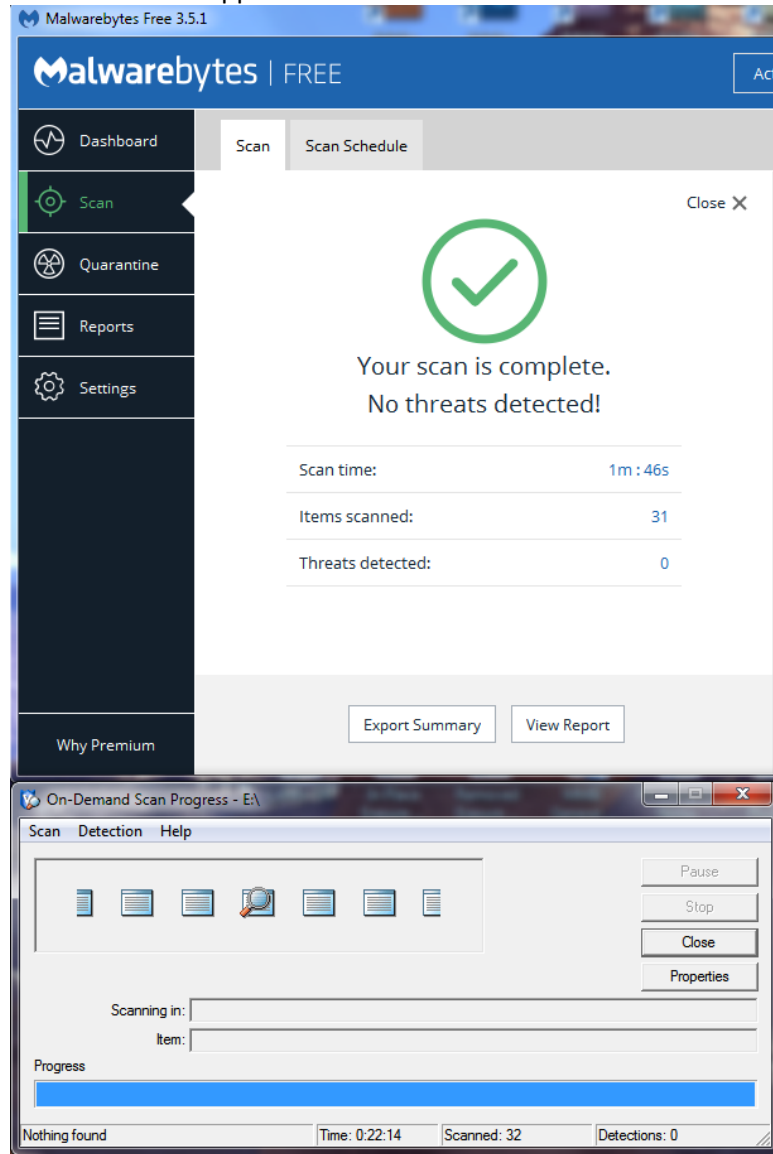 Malwarebytes Free 3.5.1
Malwarebytes | FREE
Dashboard
Scan
Scan Schedule
Scan
Close X
Quarantine
Reports
Your scan is complete.
No threats detected!
Settings
Scan time: 1m : 46s
Items scanned: 31
Threats detected: 0
Export Summary
View Report
Why Premium
On-Demand Scan Progress - E:\
Scan Detection Help
Pause
Stop
Close
Properties
Scanning in:
Item:
Progress
Nothing found
Time: 0:22:14
Scanned: 32
Detections: 0